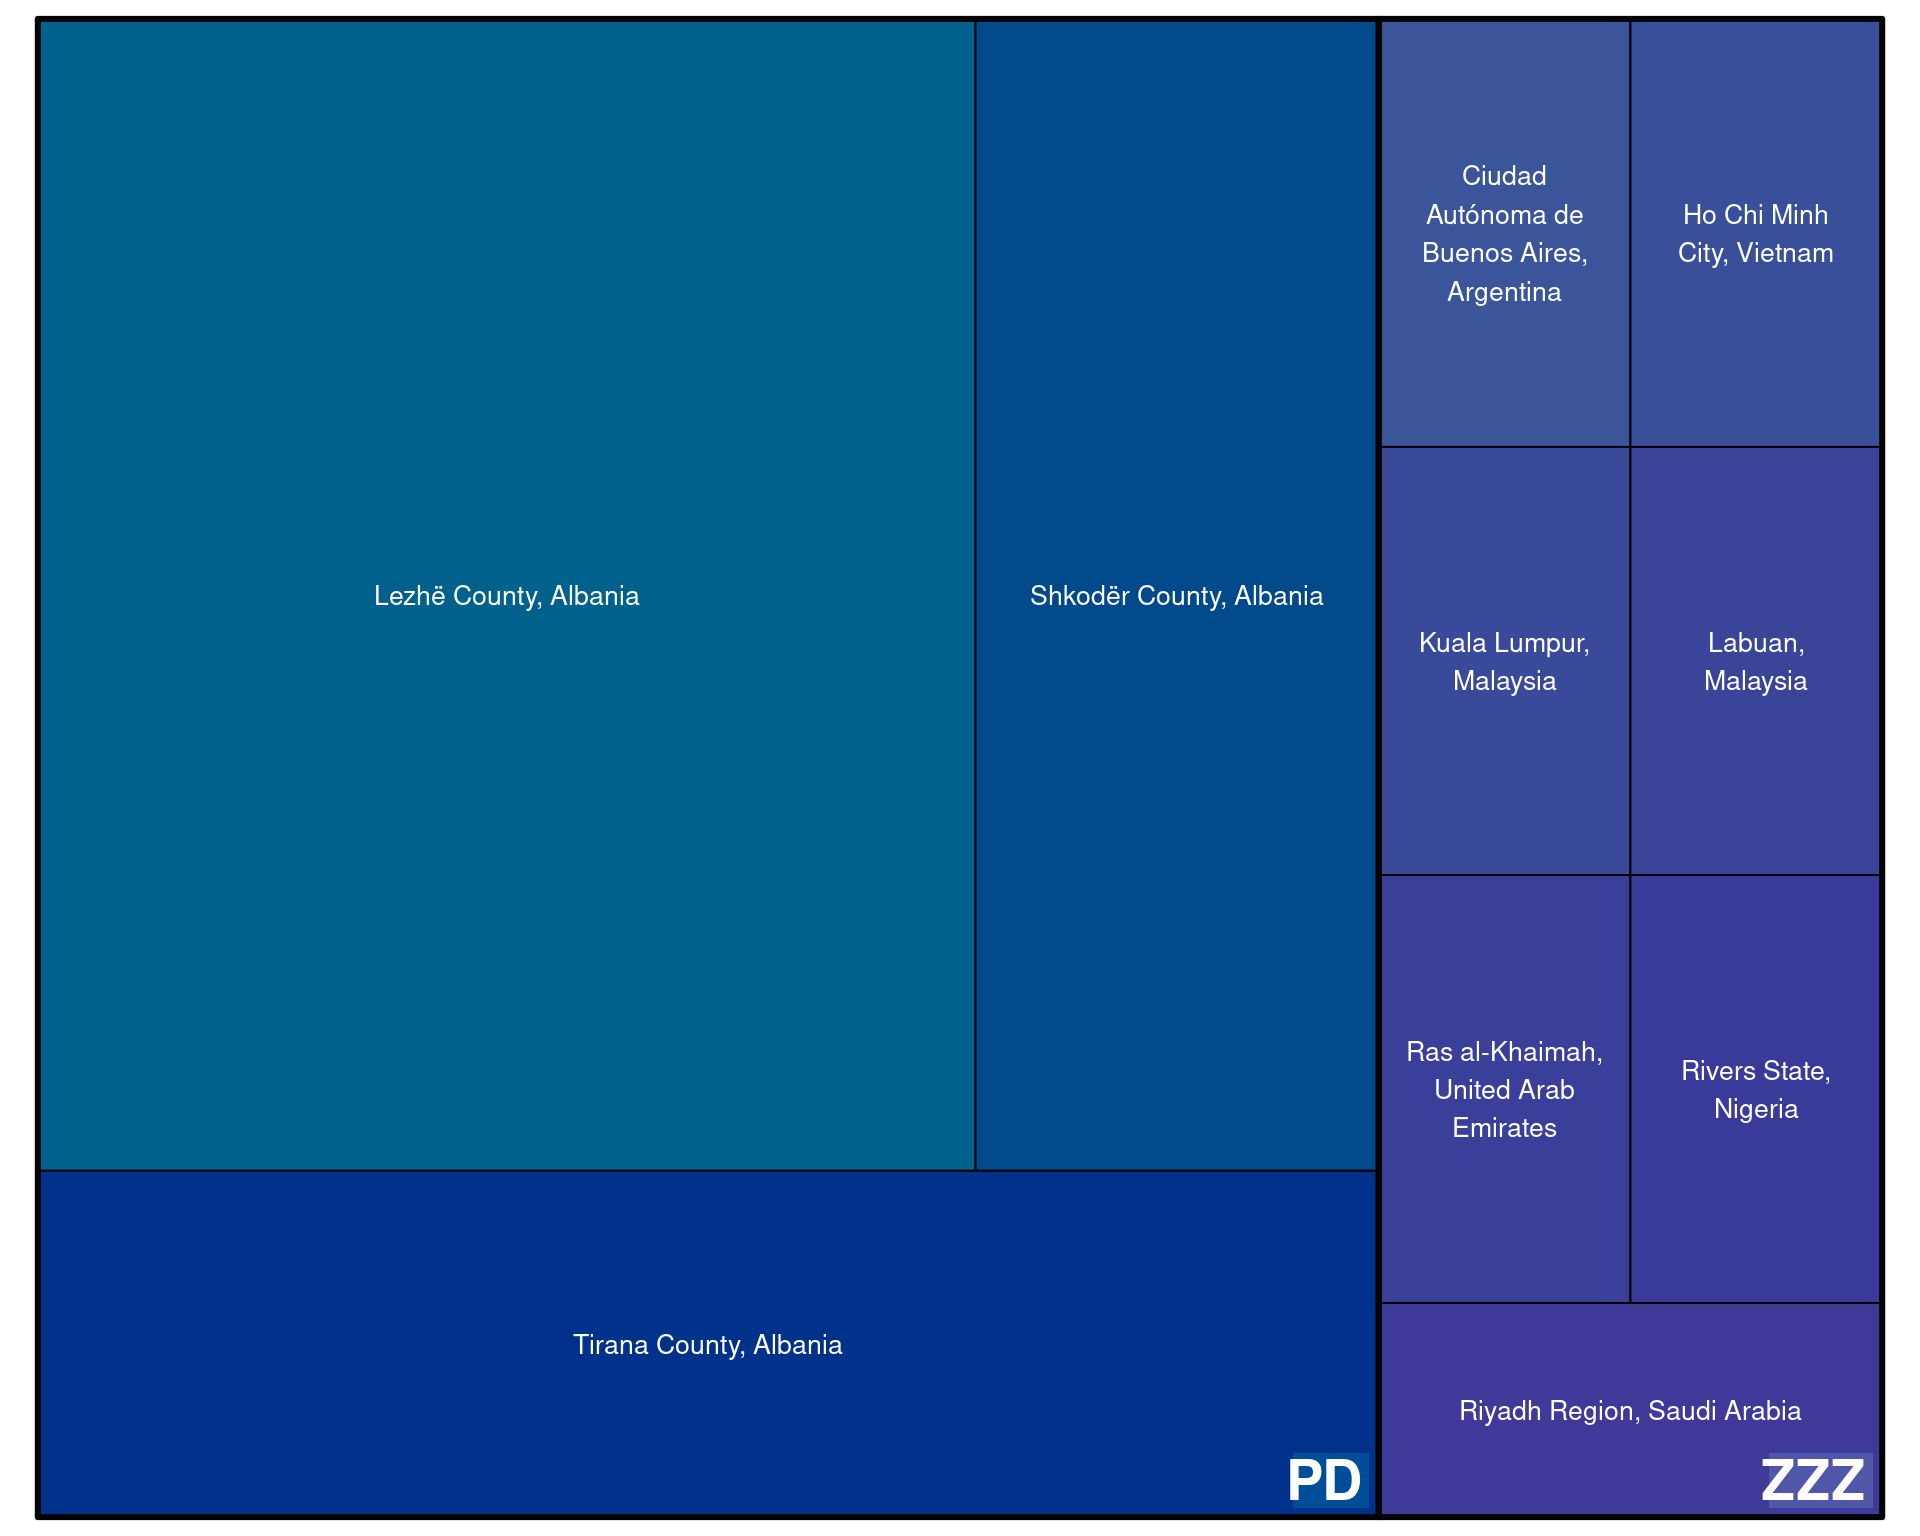 Lezhë County, Albania
Shkodër County, Albania
Tirana County, Albania
PD
Ciudad
Autónoma de
Buenos Aires,
Argentina
Ho Chi Minh
City, Vietnam
Kuala Lumpur,
Malaysia
Labuan,
Malaysia
Ras al-Khaimah,
United Arab
Emirates
Rivers State,
Nigeria
Riyadh Region, Saudi Arabia
ZZZ